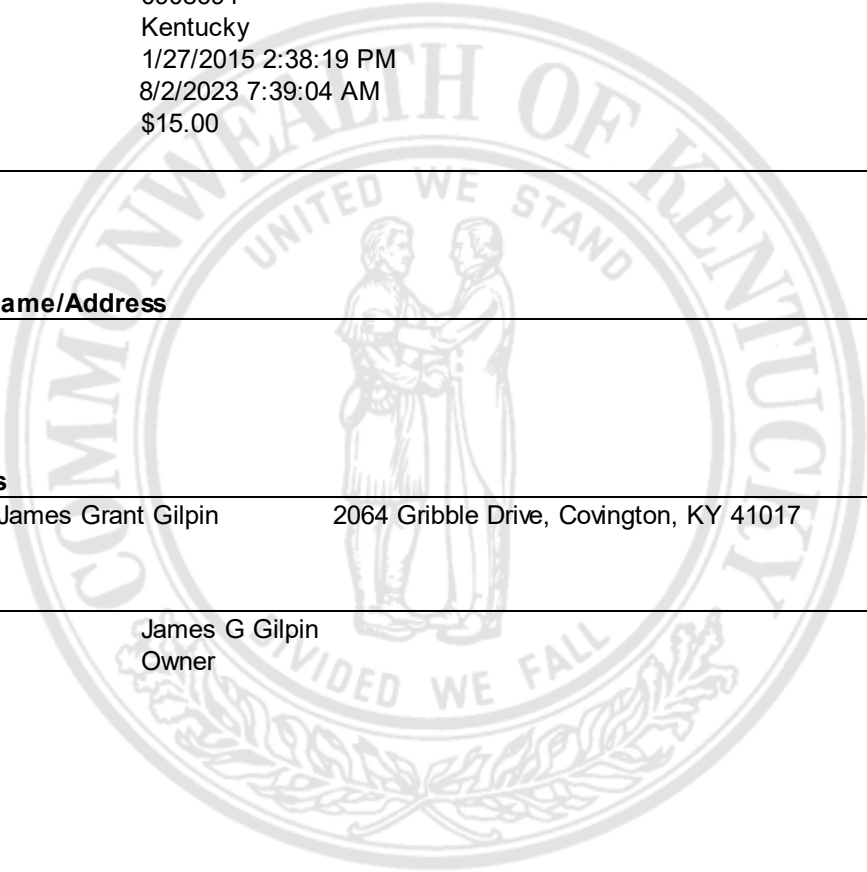 Kentucky
1/27/2015 2:38:19 PM
8/2/2023 7:39:04 AM
$15.00
COMMONWEALTH OF KENTUCKY
UNITED WE STAND
ame/Address
s
James Grant Gilpin 2064 Gribble Drive, Covington, KY 41017
James G Gilpin
Owner
DIVIDED WE FALL